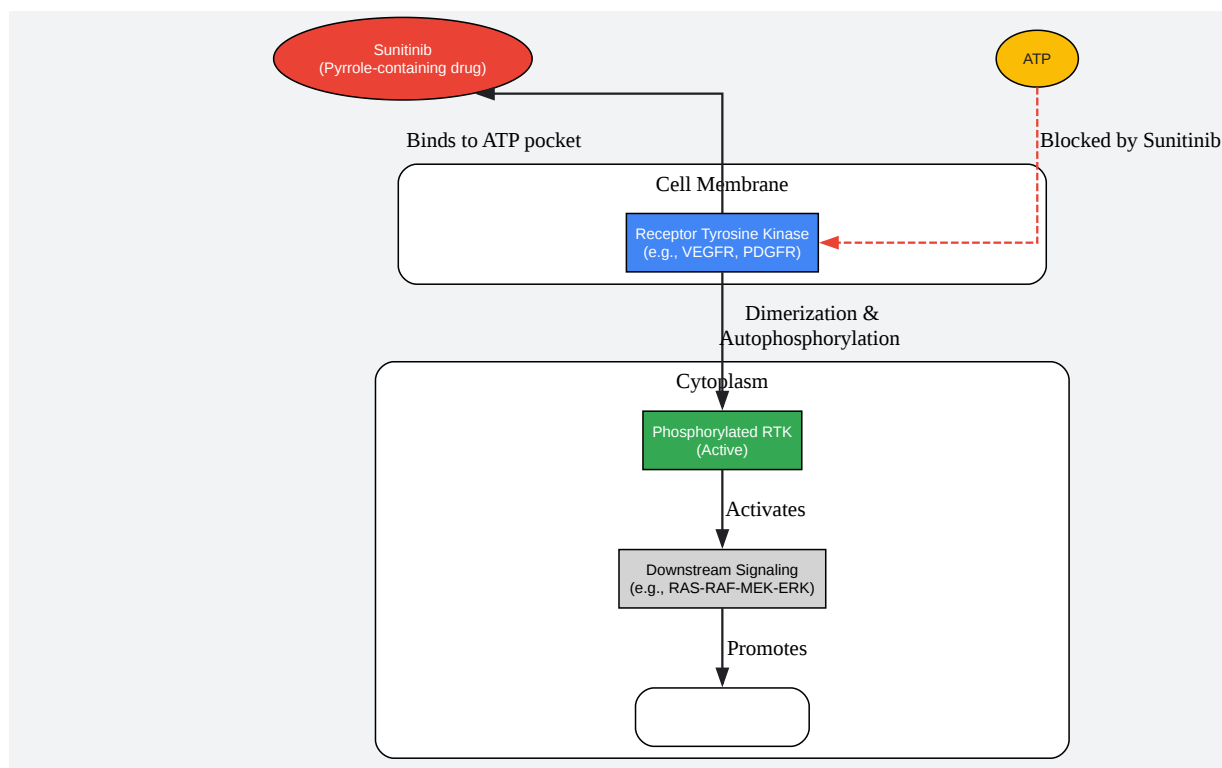 Sunitinib
(Pyrrole-containing drug)
ATP
Binds to ATP pocket
Blocked by Sunitinib
Cell Membrane
Receptor Tyrosine Kinase
(e.g., VEGFR, PDGFR)
Dimerization &
Autophosphorylation
Cytoplasm
Phosphorylated RTK
(Active)
Activates
Downstream Signaling
(e.g., RAS-RAF-MEK-ERK)
Promotes